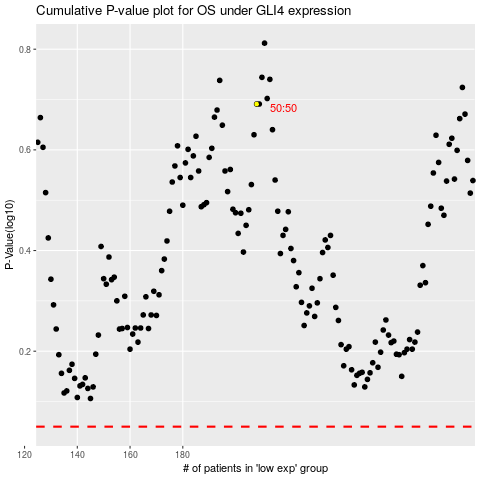 Cumulative P-value plot for OS under GLI4 expression
0.8
0.6
0.4
0.2
P-Value(log10)
50:50
120 140 160 180
# of patients in 'low exp' group